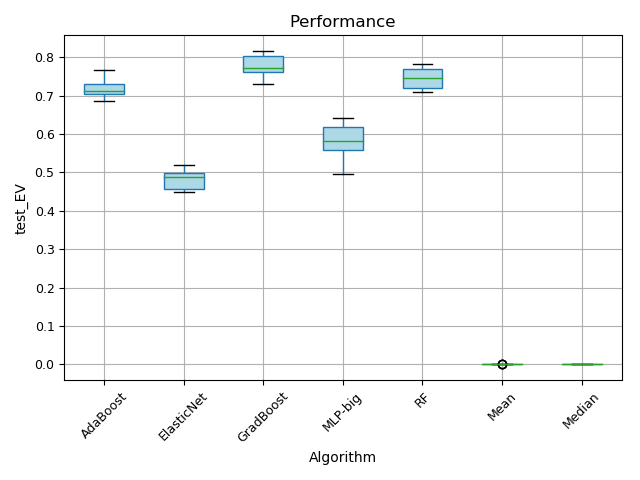 Performance
test_EV
0.8
0.7
0.6
0.5
0.4
0.3
0.2
0.1
0.0
AdaBoost
ElasticNet
GradBoost
MLP-big
RF
Mean
Median
Algorithm